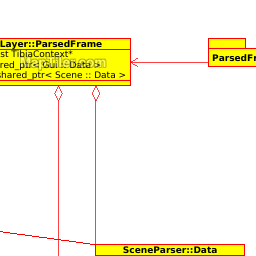 Layer::ParsedFrame
st TibiaContext*
red_ptr< Gui :: Data >
shared_ptr< Scene :: Data >
ParsedFr
SceneParser::Data